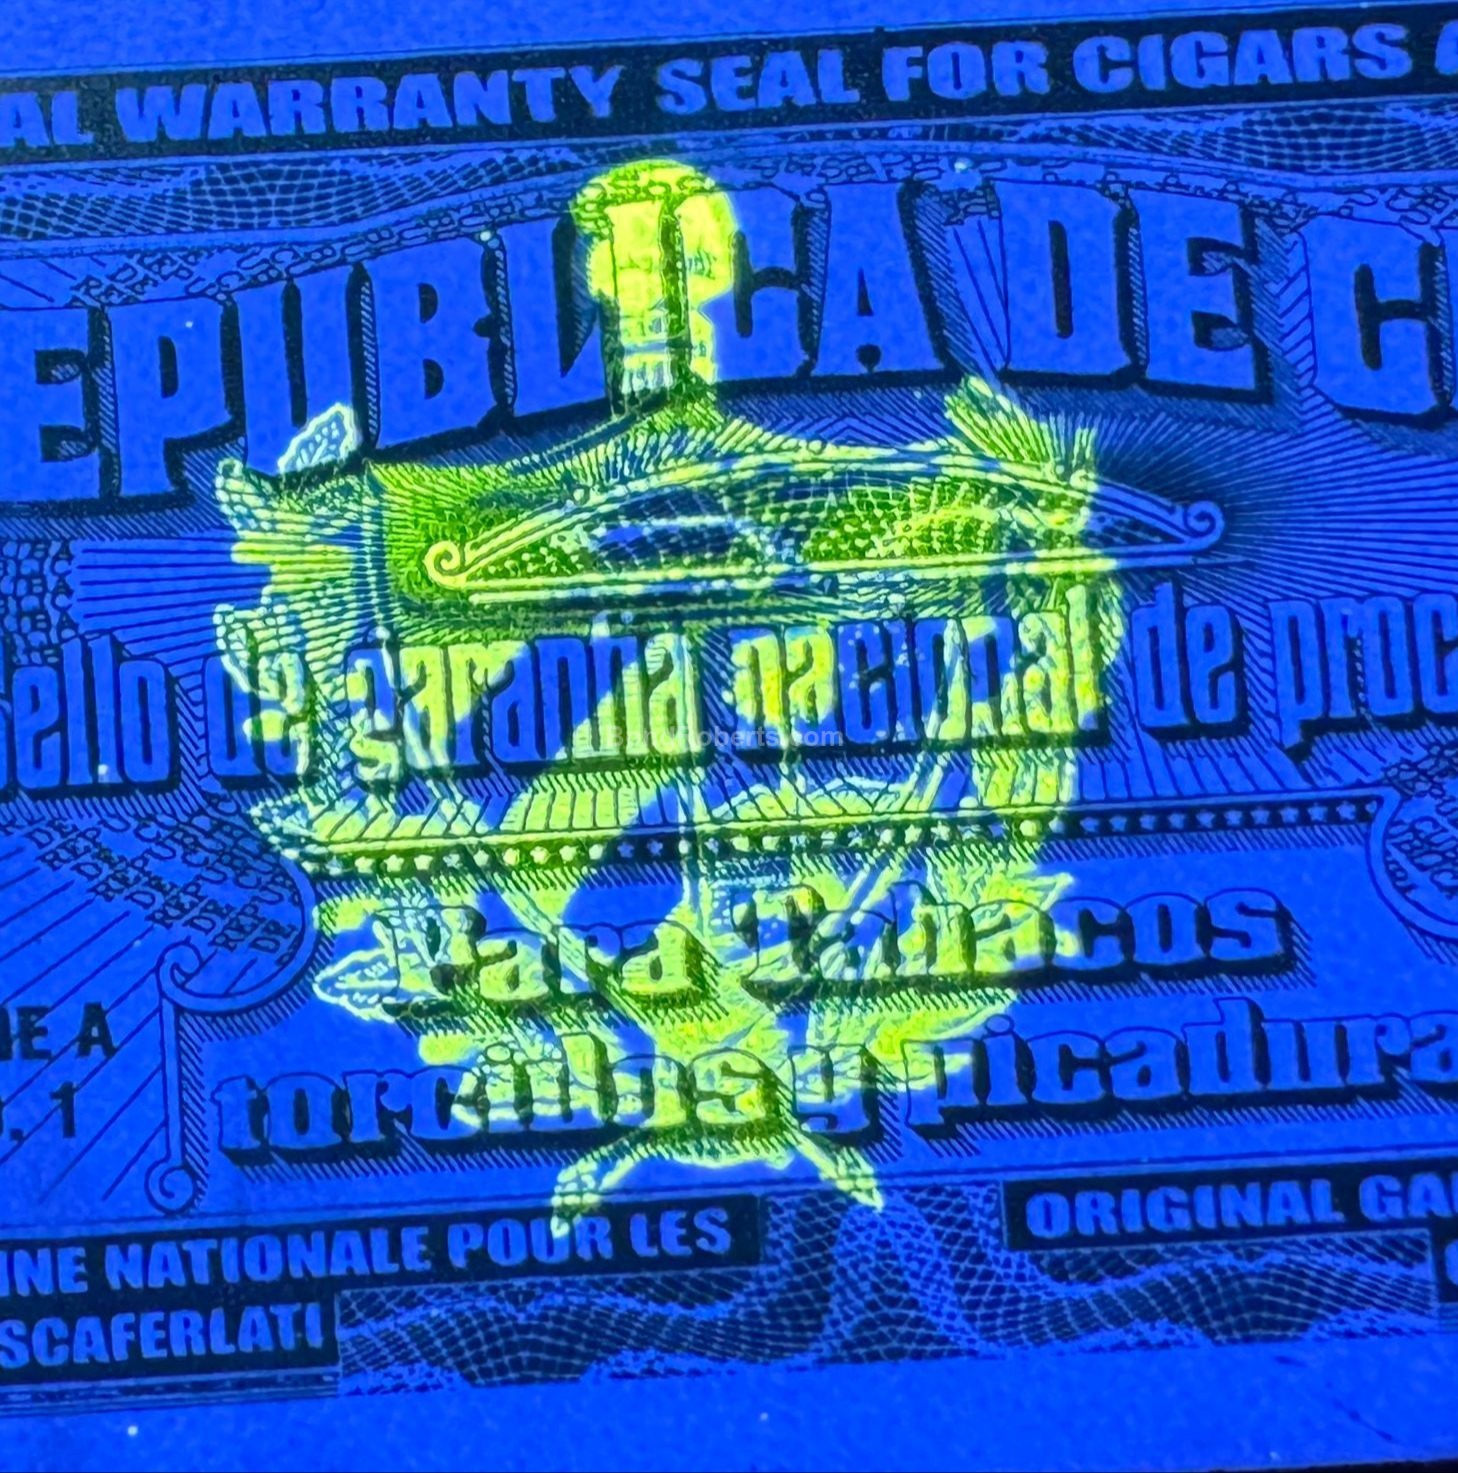 AL WARRANTY SEAL FOR CIGARS A
EPUBLICA DE C
sello de garantia nacional de proc
Para Tabacos
torcidos y picadura
IE A
. 1
INE NATIONALE POUR LES
SCAFERLATI
ORIGINAL GA